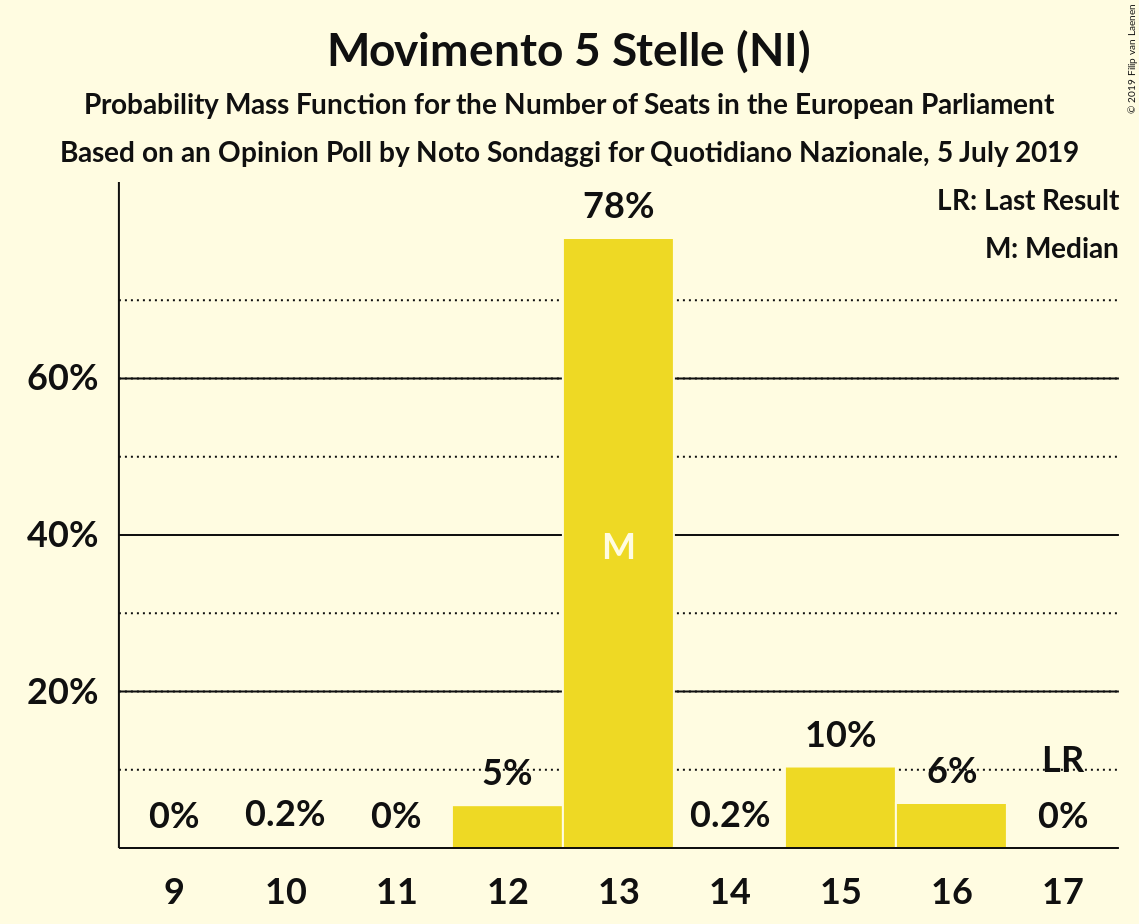 © 2019 Filip van Laenen
Movimento 5 Stelle (NI)
Probability Mass Function for the Number of Seats in the European Parliament
Based on an Opinion Poll by Noto Sondaggi for Quotidiano Nazionale, 5 July 2019
LR: Last Result
M: Median
78%
60%
40%
M
20%
10%
LR
5%
6%
0%
0.2%
0%
0.2%
0%
9 10 11 12 13 14 15 16 17